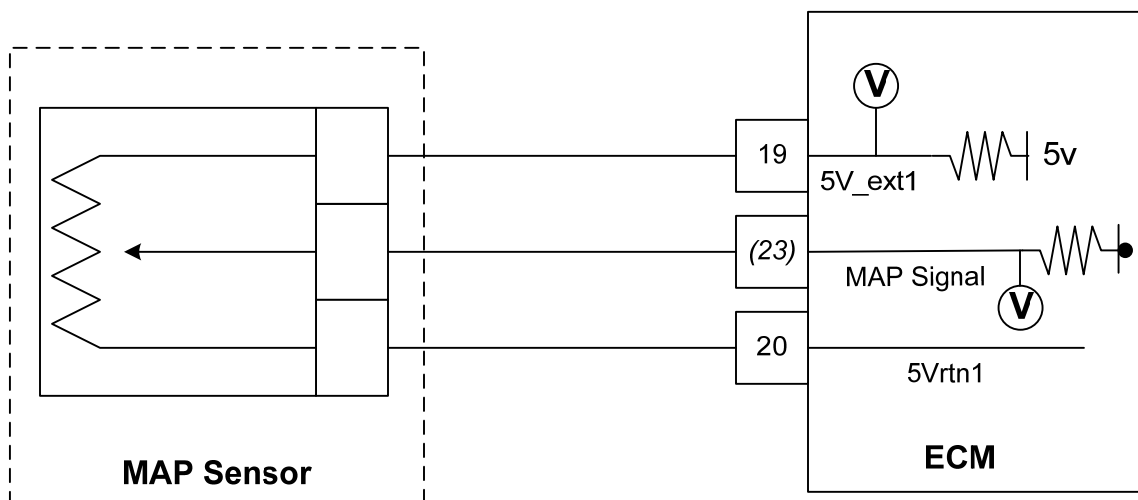 V
19
5v
5V_ext1
(23)
MAP Signal
V
20
5Vrtn1
MAP Sensor
ECM